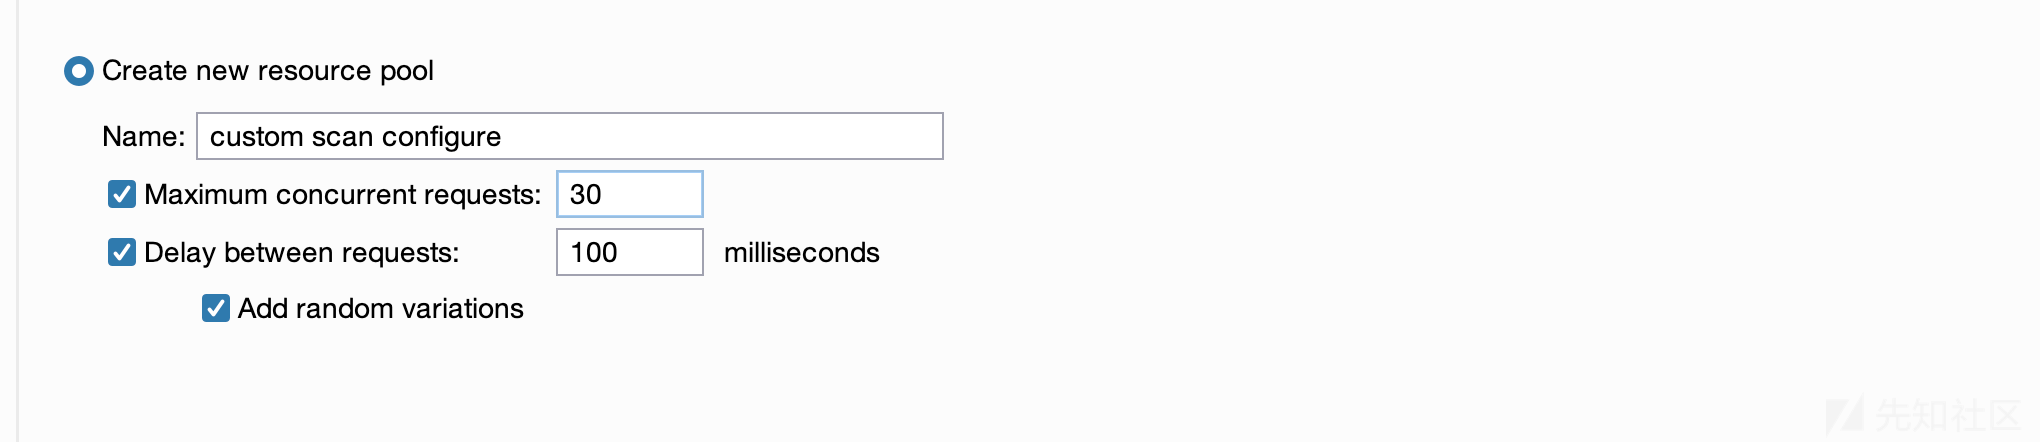 Create new resource pool
Name: custom scan configure
Maximum concurrent requests: 30
Delay between requests: 100 milliseconds
Add random variations
先知社区